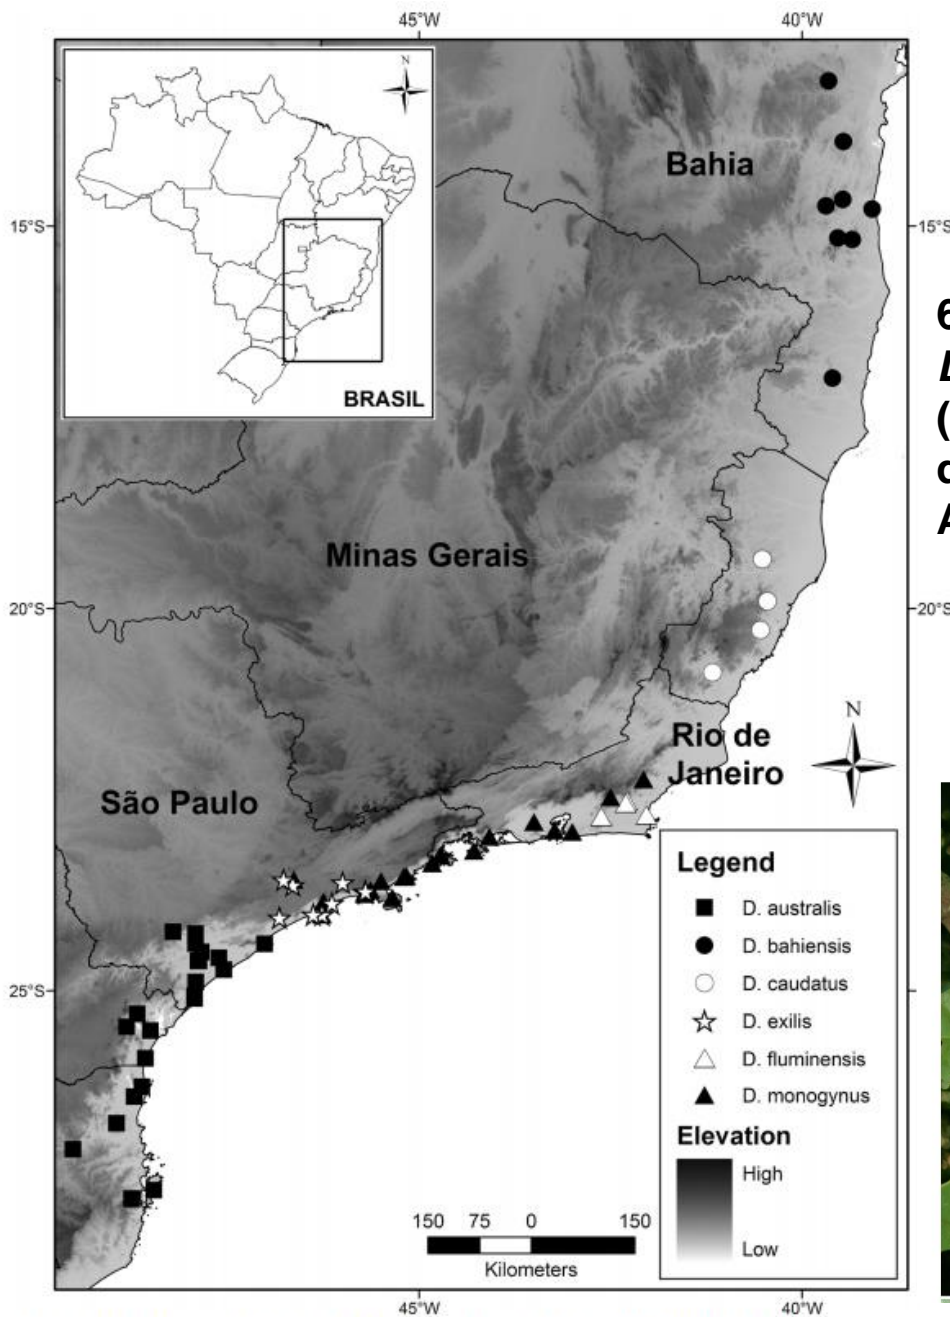 45°W
40°W
N
BRASIL
Bahia
15°S
15°S
6
(
Minas Gerais
20°S
20°S
N
Rio de
Janeiro
São Paulo
25°S
Legend
D. australis
D. bahiensis
D. caudatus
D. exilis
D. fluminensis
D. monogynus
Elevation
High
Low
150 75 0 150
Kilometers
45°W
40°W